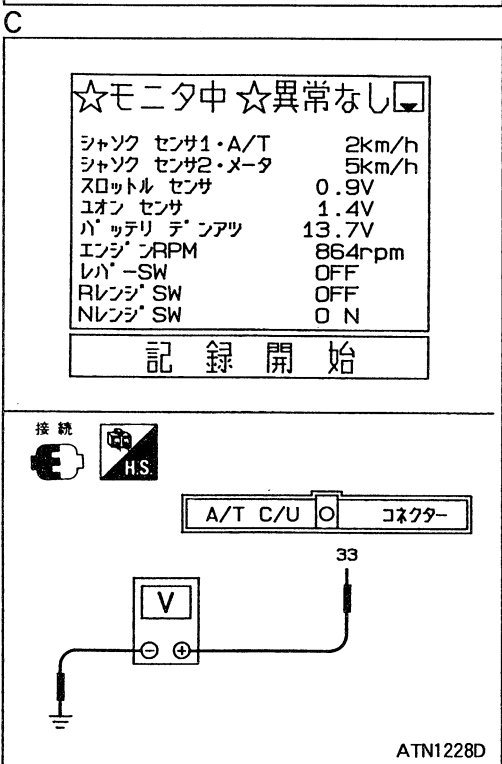 C
☆モニタ中 ☆異常なし
シャソク センサ1・A/T 2km/h
シャソク センサ2・メータ 5km/h
スロットル センサ 0.9V
ユオン センサ 1.4V
バッテリ デンアツ 13.7V
エンジンRPM 864rpm
レバーSW OFF
RレンジSW OFF
NレンジSW ON
記録開始
接続
H.S.
A/T C/U コネクター
33
V
⊖ ⊕
ATN1228D